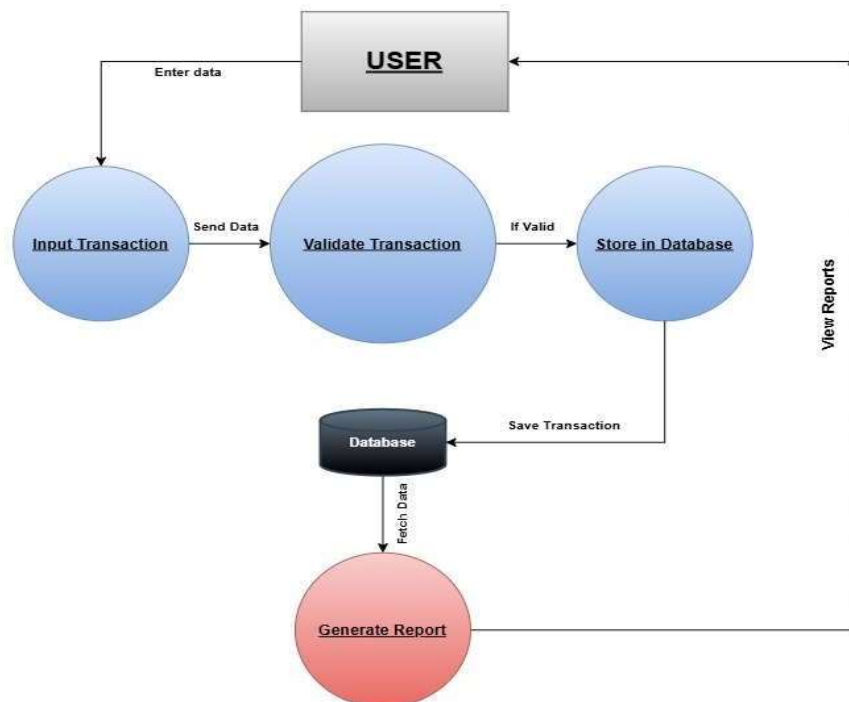 USER
Enter data
Input Transaction
Send Data
Validate Transaction
If Valid
Store in Database
View Reports
Save Transaction
Database
Fetch Data
Generate Report